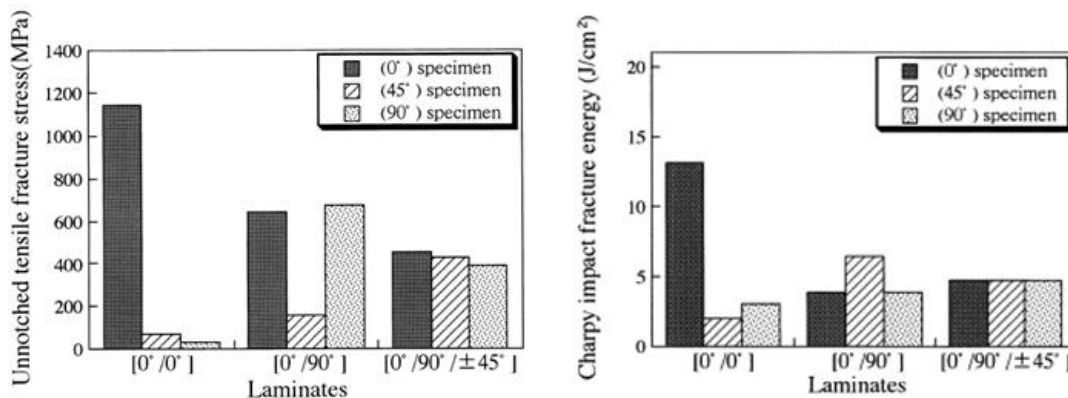 Unnotched tensile fracture stress(MPa)
1400
1200
1000
800
600
400
200
0
(0° ) specimen
(45° ) specimen
(90° ) specimen
[0°/0° ]
[0°/90° ]
[0°/90°/±45° ]
Laminates
Charpy impact fracture energy (J/cm²)
20
15
10
5
0
(0° ) specimen
(45° ) specimen
(90° ) specimen
[0°/0° ]
[0°/90° ]
[0°/90°/±45° ]
Laminates